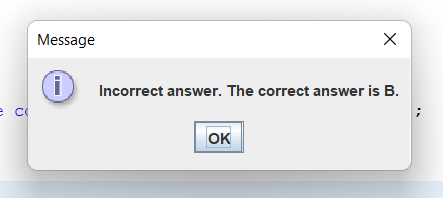 Message
Incorrect answer. The correct answer is B.
;
OK